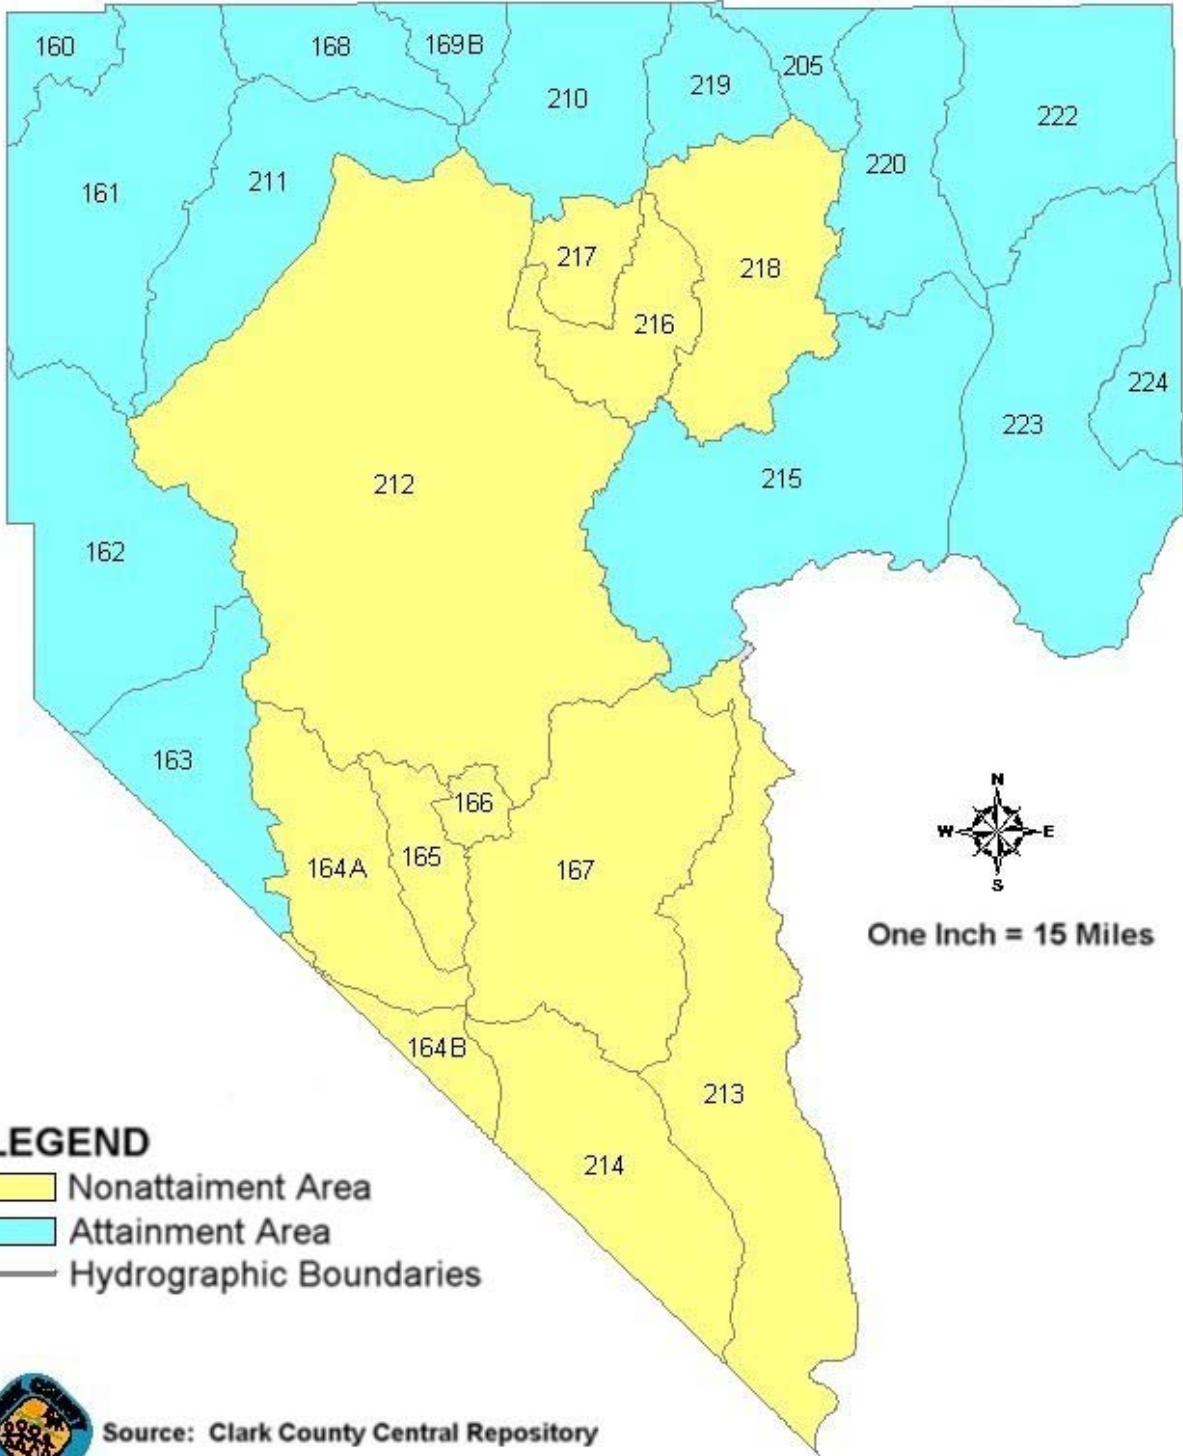 160
168
169B
210
219
205
222
220
161
211
217
218
216
224
223
212
215
162
163
166
165
164A
167
N
W E
S
One Inch = 15 Miles
164B
213
LEGEND
214
Nonattaiment Area
Attainment Area
Hydrographic Boundaries
Source: Clark County Central Repository